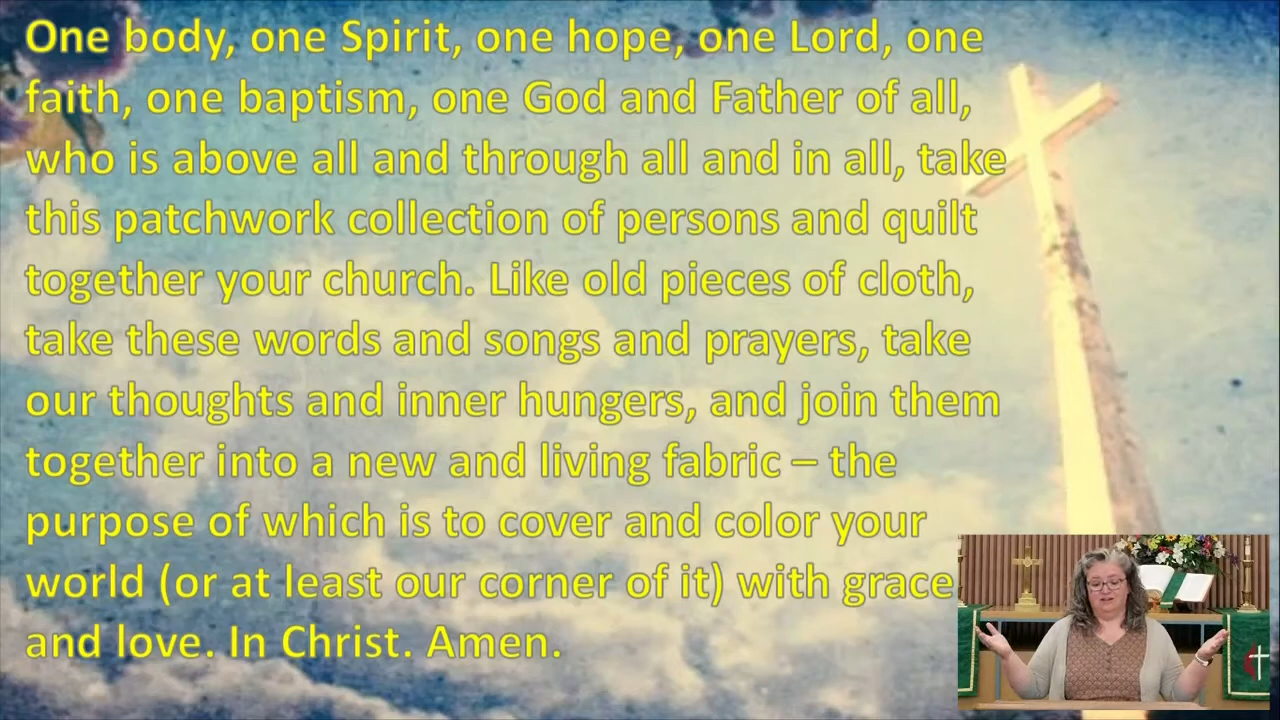 One body, one Spirit, one hope, one Lord, one
faith, one baptism, one God and Father of all,
who is above all and through all and in all, take
this patchwork collection of persons and quilt
together your church. Like old pieces of cloth,
take these words and songs and prayers, take
our thoughts and inner hungers, and join them
together into a new and living fabric – the
purpose of which is to cover and color your
world (or at least our corner of it) with grace
and love. In Christ. Amen.